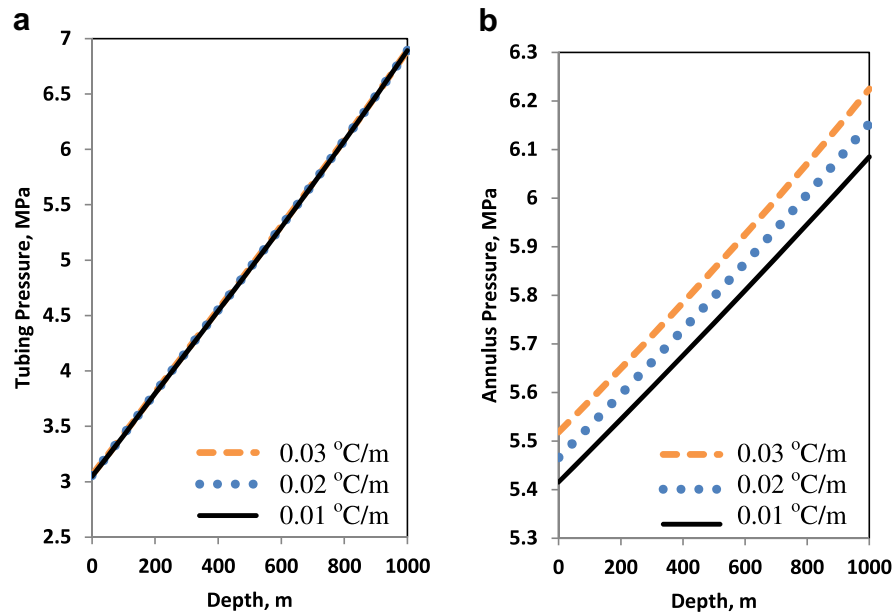 a
7
6.5
6
5.5
5
4.5
4
3.5
3
2.5
Tubing Pressure, MPa
0.03 °C/m
0.02 °C/m
0.01 °C/m
0 200 400 600 800 1000
Depth, m
b
6.3
6.2
6.1
6
5.9
5.8
5.7
5.6
5.5
5.4
5.3
Annulus Pressure, MPa
0.03 °C/m
0.02 °C/m
0.01 °C/m
0 200 400 600 800 1000
Depth, m